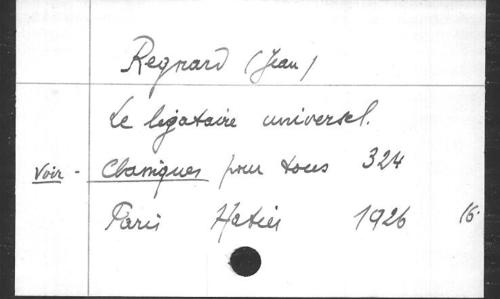 Regnard (Jean)
Le légataire universel.
Voir - Classiques pour tous 324
Paris Hatier 1926 16°